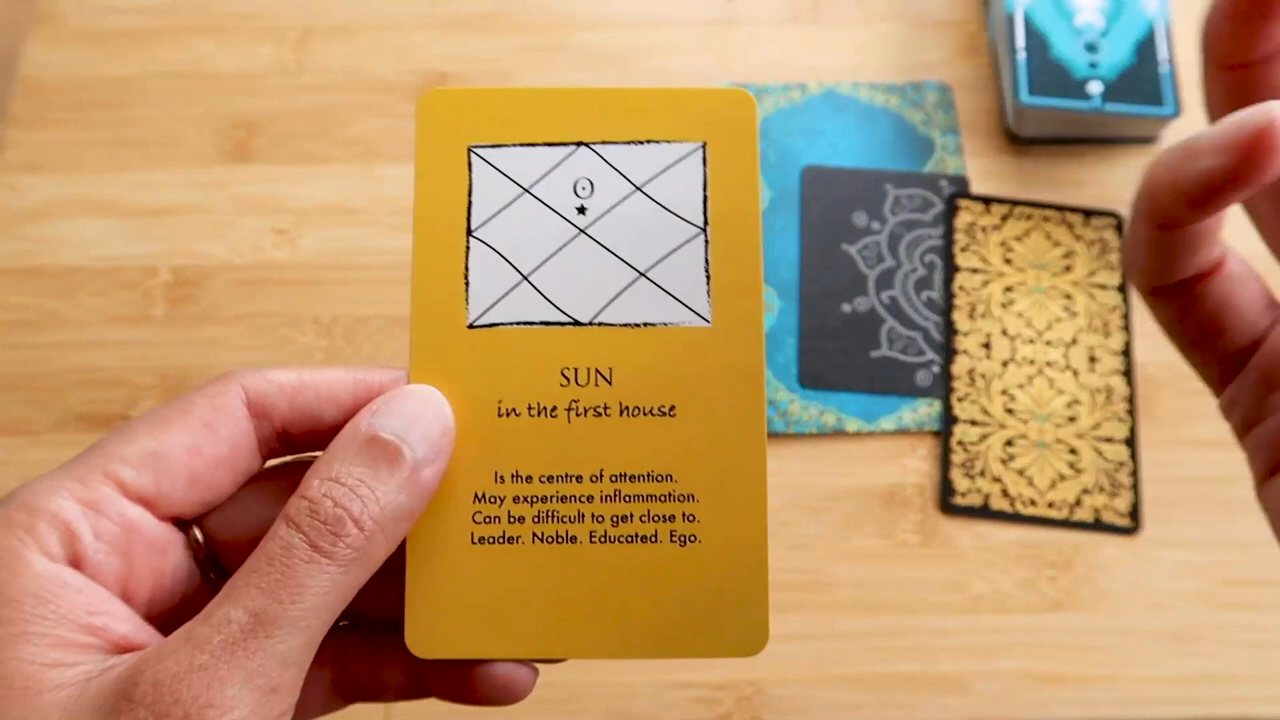 SUN
in the first house
Is the centre of attention.
May experience inflammation.
Can be difficult to get close to.
Leader. Noble. Educated. Ego.